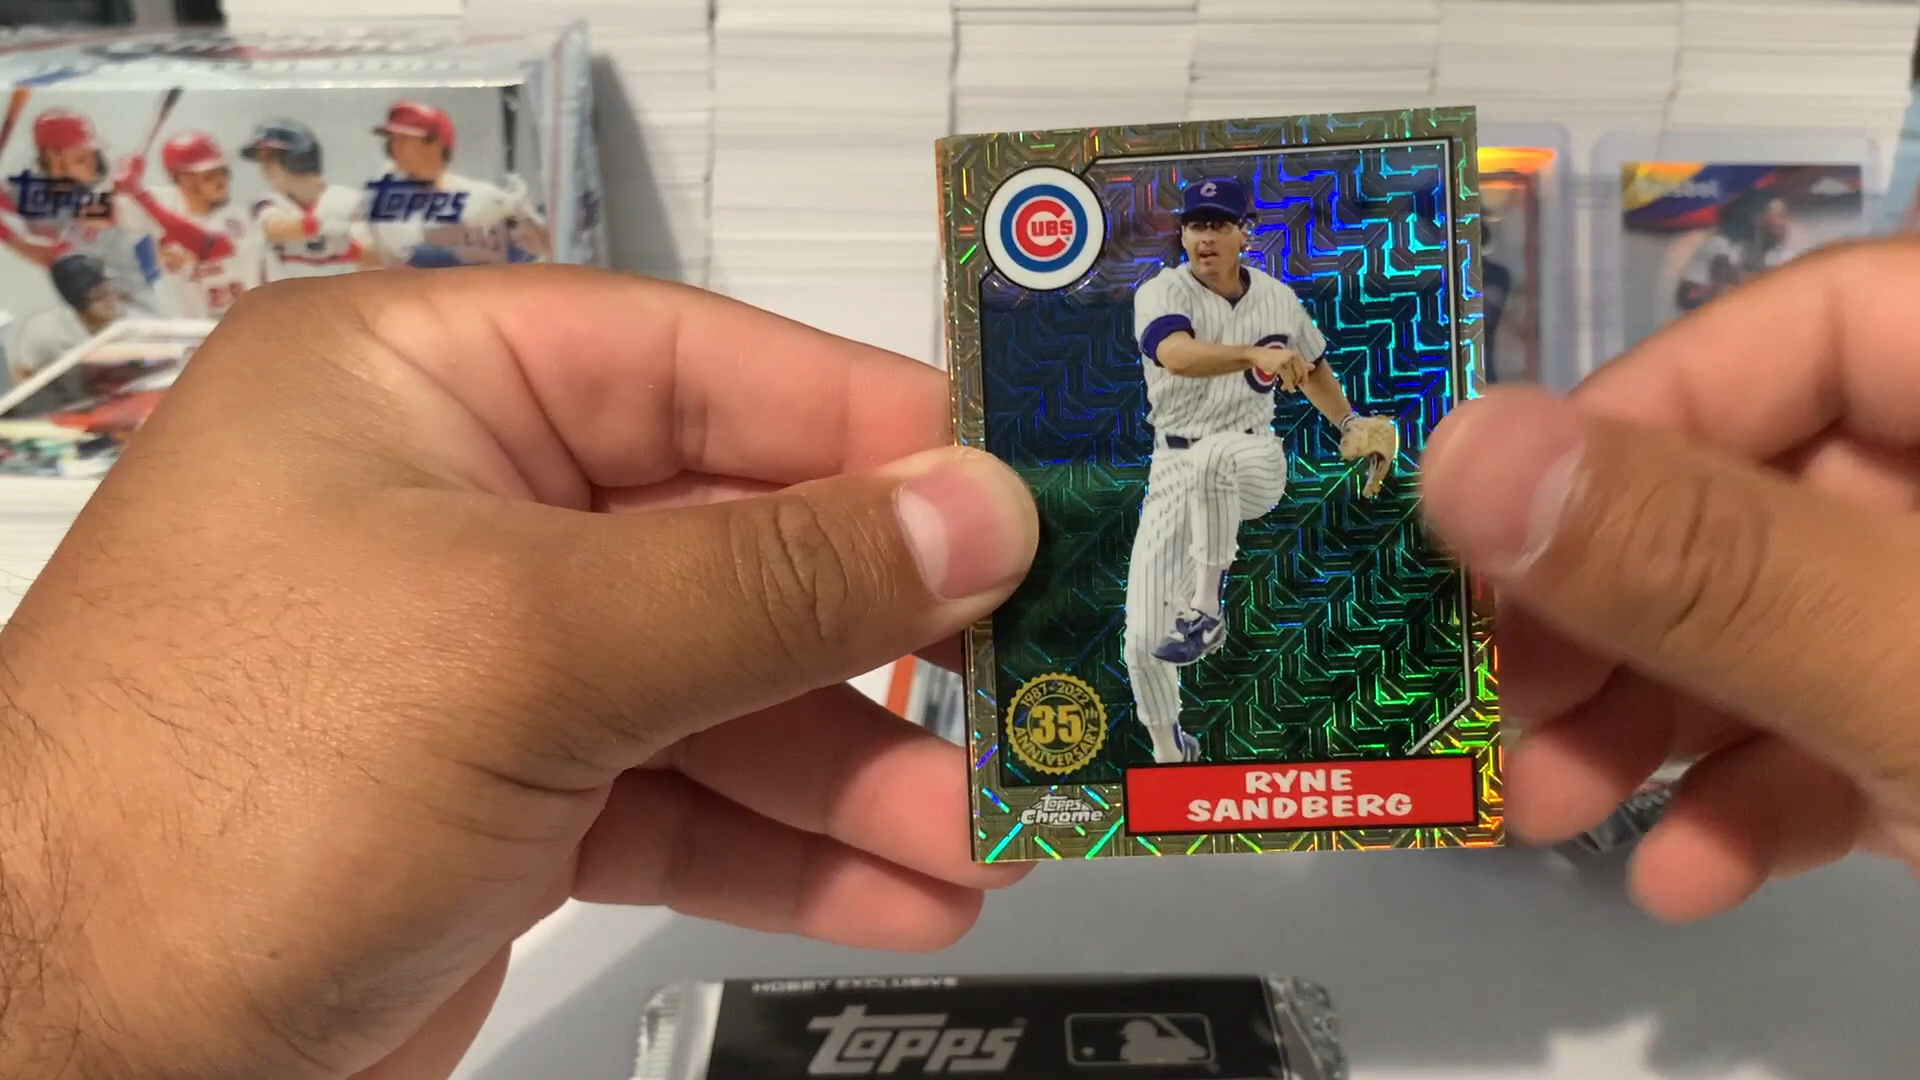 TOPPS
TOPPS
CUBS
C
1987-2022
35
ANNIVERSARY
Topps
Chrome
RYNE
SANDBERG
HOBBY EXCLUSIVE
TOPPS